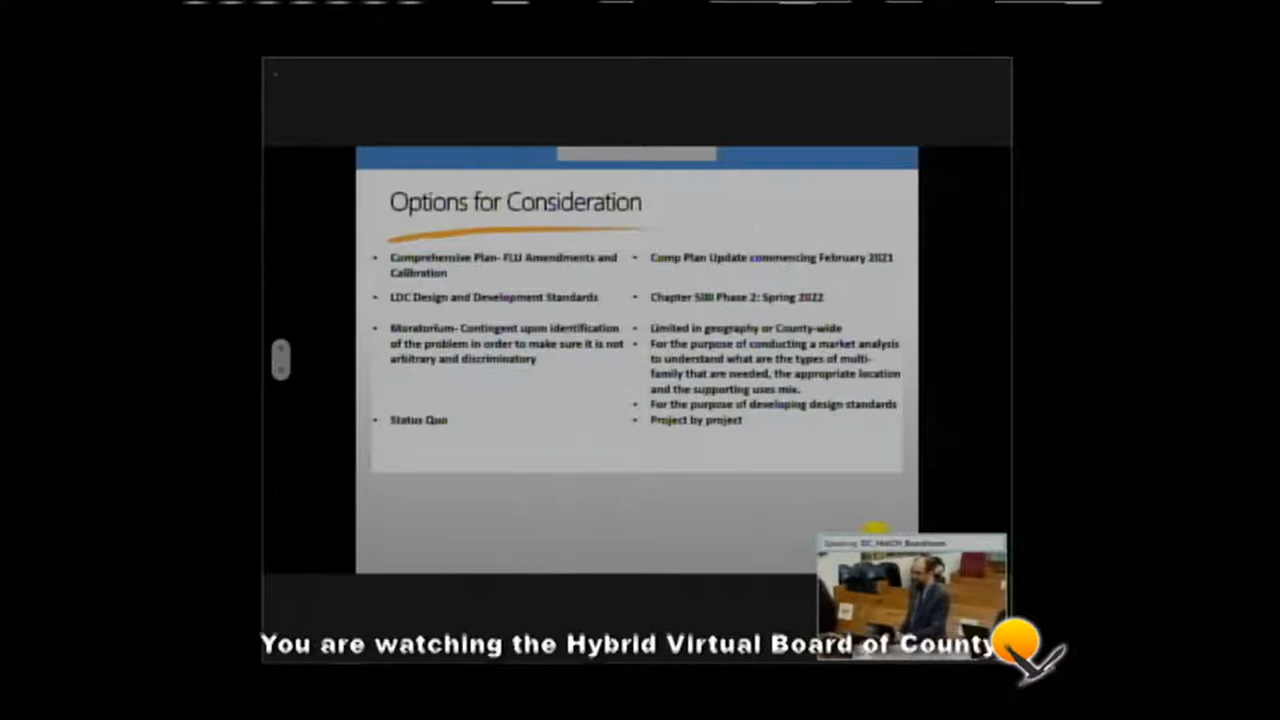 Options for Consideration
Comprehensive Plan- FLU Amendments and
Calibration
Comp Plan Update commencing February 2021
LDC Design and Development Standards
Chapter 5||| Phase 2: Spring 2022
Moratorium- Contingent upon identification
of the problem in order to make sure it is not
arbitrary and discriminatory
Limited in geography or County-wide
For the purpose of conducting a market analysis
to understand what are the types of multi-
family that are needed, the appropriate location
and the supporting uses mix.
For the purpose of developing design standards
Status Quo
Project by project
Speaking:
You are watching the Hybrid Virtual Board of County